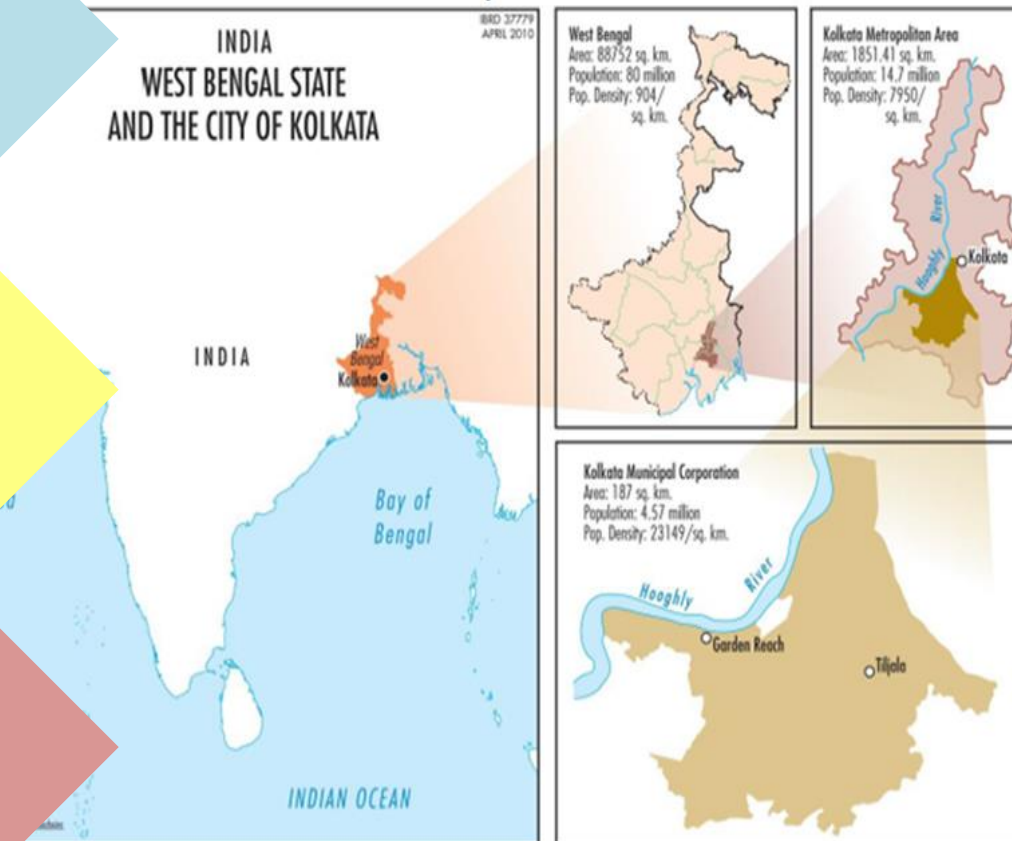 IBRD 37779
APRIL 2010
INDIA
WEST BENGAL STATE
AND THE CITY OF KOLKATA
INDIA
West
Bengal
Kolkata
Bay of
Bengal
INDIAN OCEAN
West Bengal
Area: 88752 sq. km.
Population: 80 million
Pop. Density: 904/
sq. km.
Kolkata Metropolitan Area
Area: 1851.41 sq. km.
Population: 14.7 million
Pop. Density: 7950/
sq. km.
Hooghly River
Kolkata
Kolkata Municipal Corporation
Area: 187 sq. km.
Population: 4.57 million
Pop. Density: 23149/sq. km.
Hooghly River
Garden Reach
Tiljala